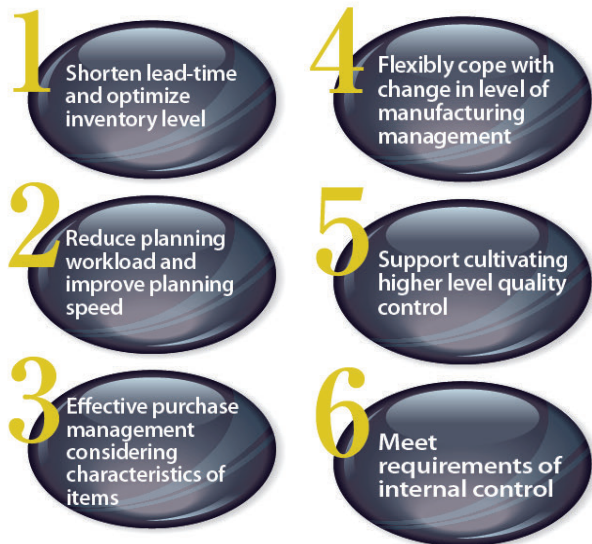 1
Shorten lead-time
and optimize
inventory level
2
Reduce planning
workload and
improve planning
speed
3
Effective purchase
management
considering
characteristics of
items
4
Flexibly cope with
change in level of
manufacturing
management
5
Support cultivating
higher level quality
control
6
Meet
requirements of
internal control